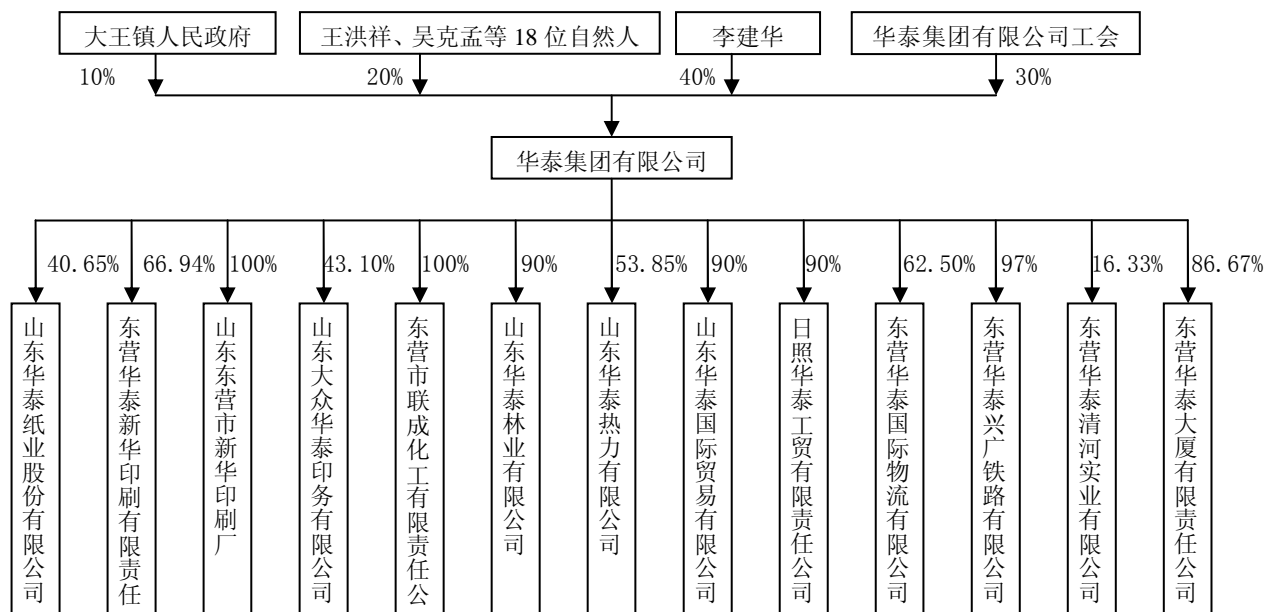 大王镇人民政府
王洪祥、吴克孟等 18 位自然人
李建华
华泰集团有限公司工会
10%
20%
40%
30%
华泰集团有限公司
40.65%
66.94%
100%
43.10%
100%
90%
53.85%
90%
90%
62.50%
97%
16.33%
86.67%
山东华泰纸业股份有限公司
东营华泰新华印刷有限责任
山东东营市新华印刷厂
山东大众华泰印务有限公司
东营市联成化工有限责任公
山东华泰林业有限公司
山东华泰热力有限公司
山东华泰国际贸易有限公司
日照华泰工贸有限责任公司
东营华泰国际物流有限公司
东营华泰兴广铁路有限公司
东营华泰清河实业有限公司
东营华泰大厦有限责任公司